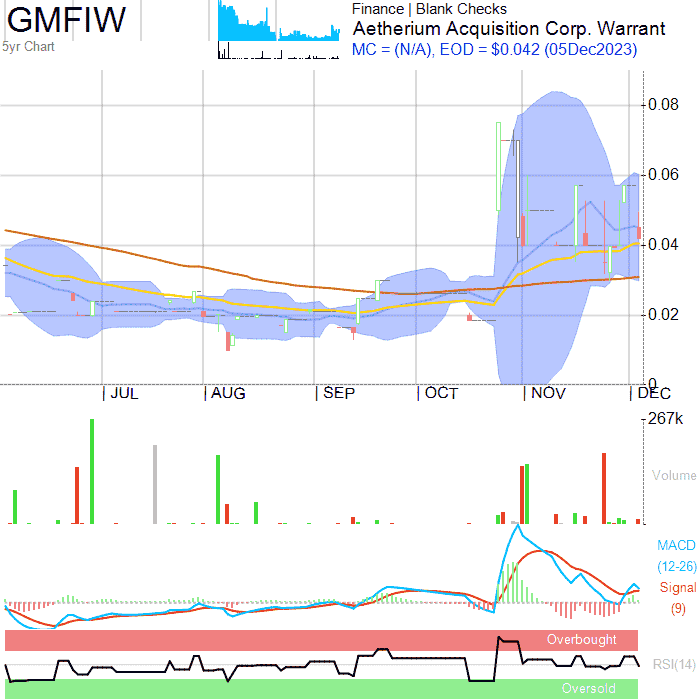 GMFIW
5yr Chart
Finance | Blank Checks
Aetherium Acquisition Corp. Warrant
MC = (N/A), EOD = $0.042 (05Dec2023)
0.08
0.06
0.04
0.02
0
JUL AUG SEP OCT NOV DEC
267k
Volume
MACD
(12-26)
Signal
(9)
Overbought
RSI(14)
Oversold